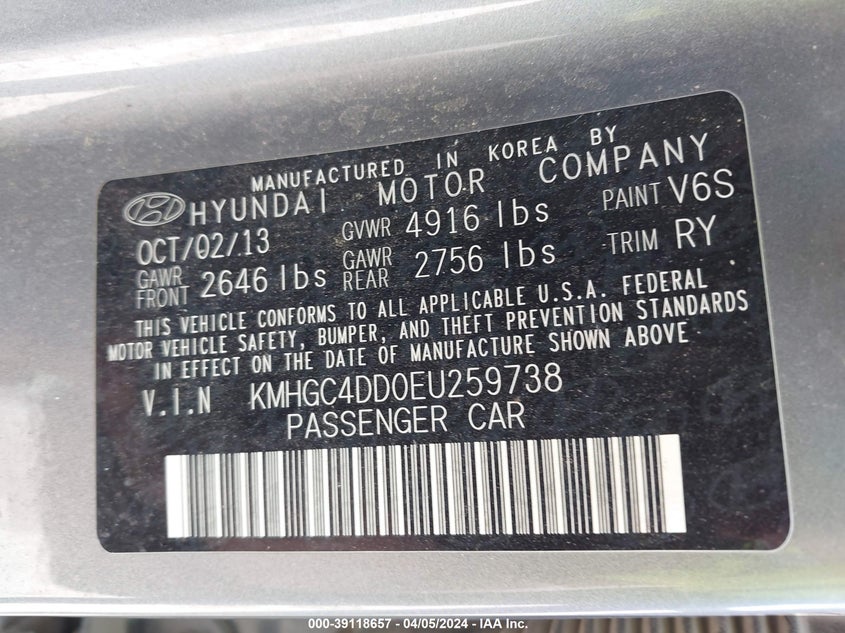 MANUFACTURED IN KOREA BY
HYUNDAI MOTOR COMPANY
OCT/02/13 GVWR 4916 lbs PAINT V6S
GAWR FRONT 2646 lbs GAWR REAR 2756 lbs TRIM RY
THIS VEHICLE CONFORMS TO ALL APPLICABLE U.S.A. FEDERAL
MOTOR VEHICLE SAFETY, BUMPER, AND THEFT PREVENTION STANDARDS
IN EFFECT ON THE DATE OF MANUFACTURE SHOWN ABOVE
V.I.N KMHGC4DD0EU259738
PASSENGER CAR
000-39118657 - 04/05/2024 - IAA Inc.